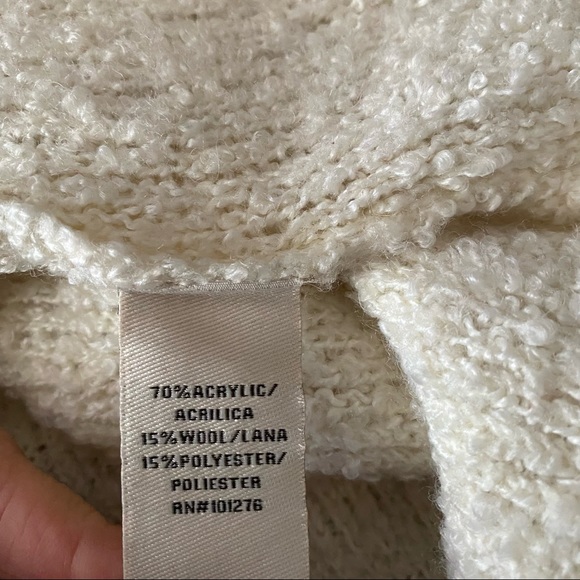 70%ACRYLIC/
ACRILICA
15%WOOL/LANA
15%POLYESTER/
POLIESTER
RN#101276